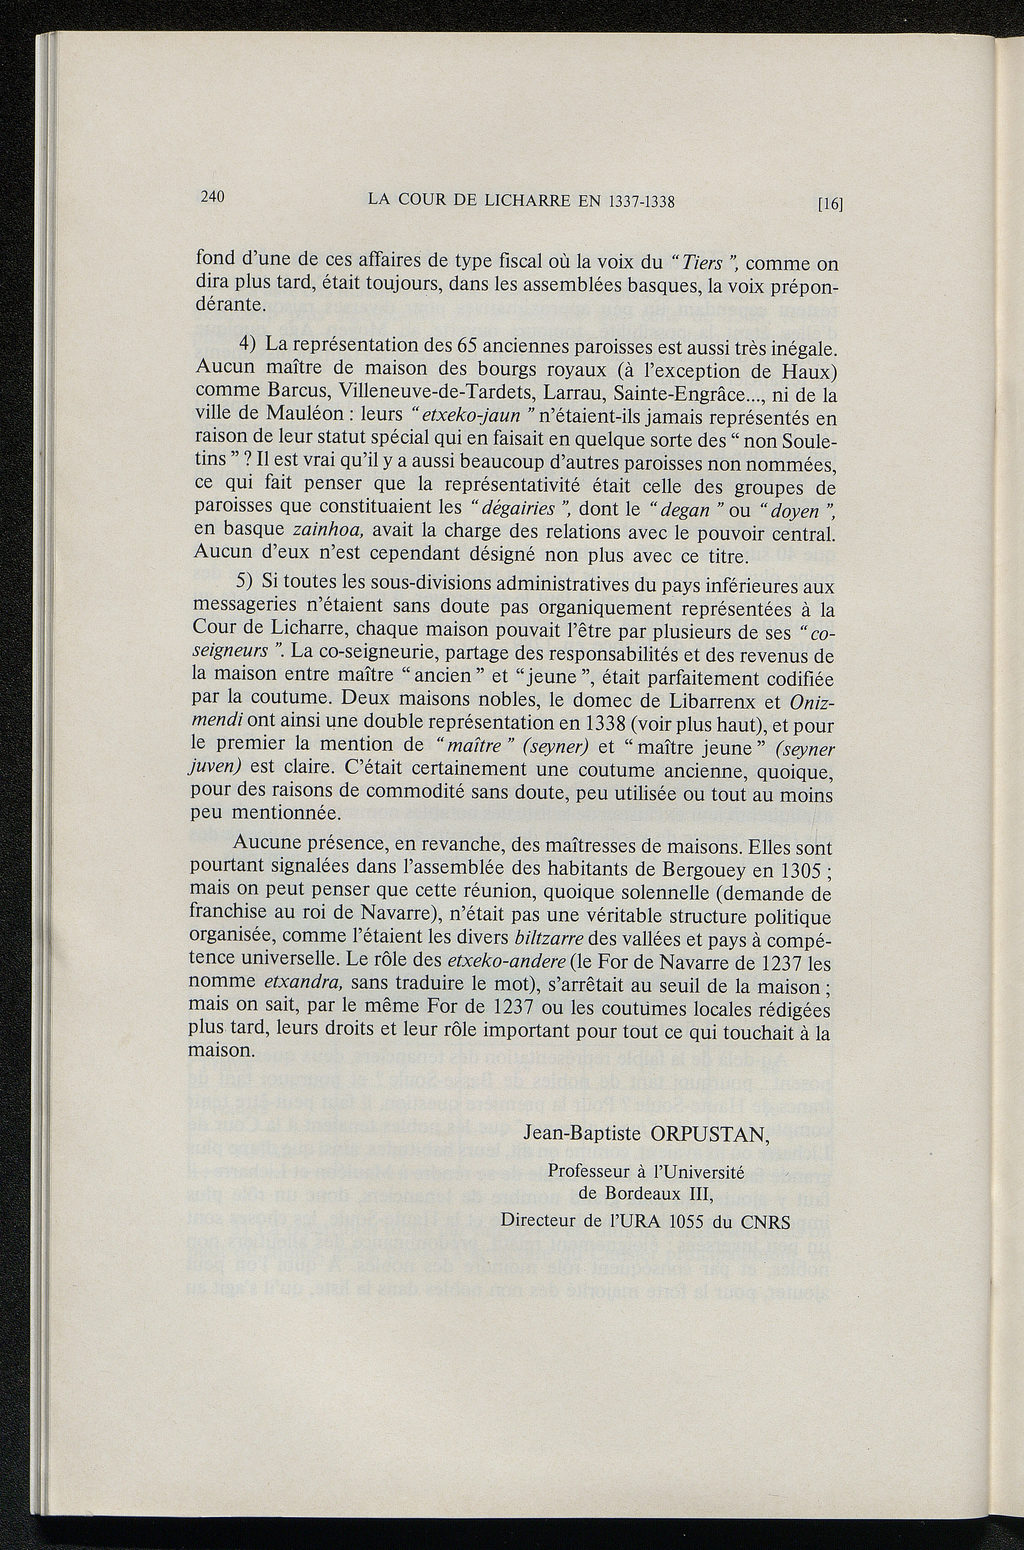 240 LA COUR DE LICHARRE EN 1337-1338 [16]
fond d'une de ces affaires de type fiscal où la voix du “Tiers”, comme on
dira plus tard, était toujours, dans les assemblées basques, la voix prépon-
dérante.
4) La représentation des 65 anciennes paroisses est aussi très inégale.
Aucun maître de maison des bourgs royaux (à l'exception de Haux)
comme Barcus, Villeneuve-de-Tardets, Larrau, Sainte-Engrâce..., ni de la
ville de Mauléon : leurs “etxeko-jaun” n'étaient-ils jamais représentés en
raison de leur statut spécial qui en faisait en quelque sorte des “ non Soule-
tins ” ? Il est vrai qu'il y a aussi beaucoup d'autres paroisses non nommées,
ce qui fait penser que la représentativité était celle des groupes de
paroisses que constituaient les “dégairies”, dont le “degan” ou “doyen”,
en basque zainhoa, avait la charge des relations avec le pouvoir central.
Aucun d'eux n'est cependant désigné non plus avec ce titre.
5) Si toutes les sous-divisions administratives du pays inférieures aux
messageries n'étaient sans doute pas organiquement représentées à la
Cour de Licharre, chaque maison pouvait l'être par plusieurs de ses “co-
seigneurs”. La co-seigneurie, partage des responsabilités et des revenus de
la maison entre maître “ancien” et “jeune”, était parfaitement codifiée
par la coutume. Deux maisons nobles, le domec de Libarrenx et Oniz-
mendi ont ainsi une double représentation en 1338 (voir plus haut), et pour
le premier la mention de “maître” (seyner) et “maître jeune” (seyner
juven) est claire. C'était certainement une coutume ancienne, quoique,
pour des raisons de commodité sans doute, peu utilisée ou tout au moins
peu mentionnée.
Aucune présence, en revanche, des maîtresses de maisons. Elles sont
pourtant signalées dans l'assemblée des habitants de Bergouey en 1305 ;
mais on peut penser que cette réunion, quoique solennelle (demande de
franchise au roi de Navarre), n'était pas une véritable structure politique
organisée, comme l'étaient les divers biltzarre des vallées et pays à compé-
tence universelle. Le rôle des etxeko-andere (le For de Navarre de 1237 les
nomme etxandra, sans traduire le mot), s'arrêtait au seuil de la maison ;
mais on sait, par le même For de 1237 ou les coutumes locales rédigées
plus tard, leurs droits et leur rôle important pour tout ce qui touchait à la
maison.
Jean-Baptiste ORPUSTAN,
Professeur à l'Université
de Bordeaux III,
Directeur de l'URA 1055 du CNRS